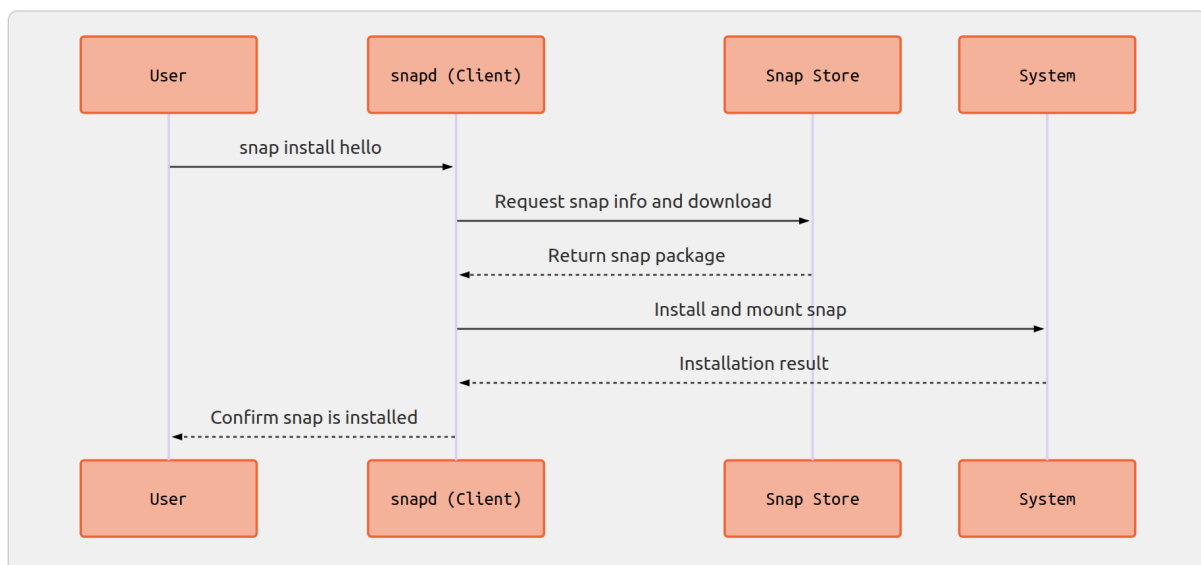 User
snapd (Client)
Snap Store
System
snap install hello
Request snap info and download
Return snap package
Install and mount snap
Installation result
Confirm snap is installed
User
snapd (Client)
Snap Store
System